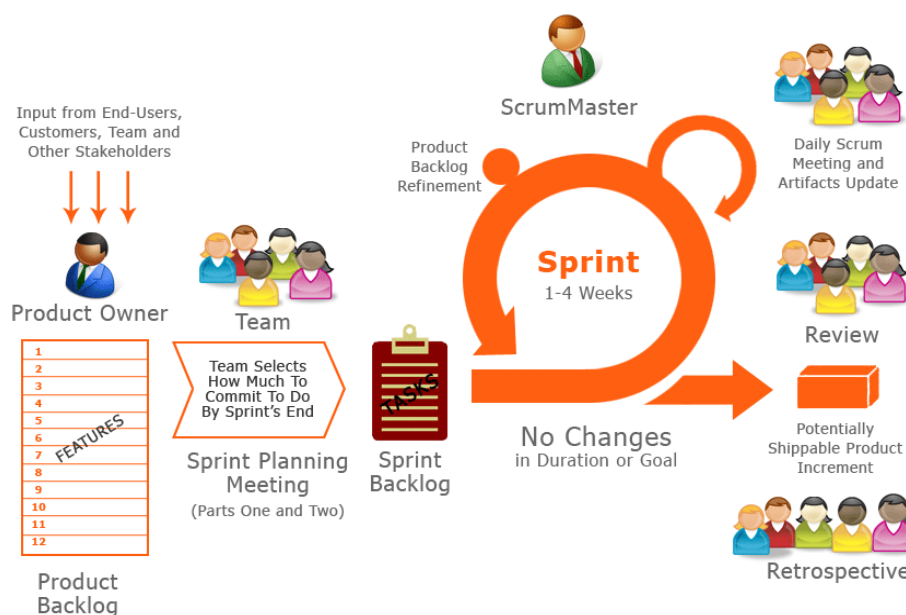 Input from End-Users,
Customers, Team and
Other Stakeholders
Product Owner
1
2
3
4
5
6
7
8
9
10
11
12
FEATURES
Product
Backlog
Team
Team Selects
How Much To
Commit To Do
By Sprint's End
Sprint Planning
Meeting
(Parts One and Two)
TASKS
Sprint
Backlog
ScrumMaster
Product
Backlog
Refinement
Sprint
1-4 Weeks
No Changes
in Duration or Goal
Daily Scrum
Meeting and
Artifacts Update
Review
Potentially
Shippable Product
Increment
Retrospective